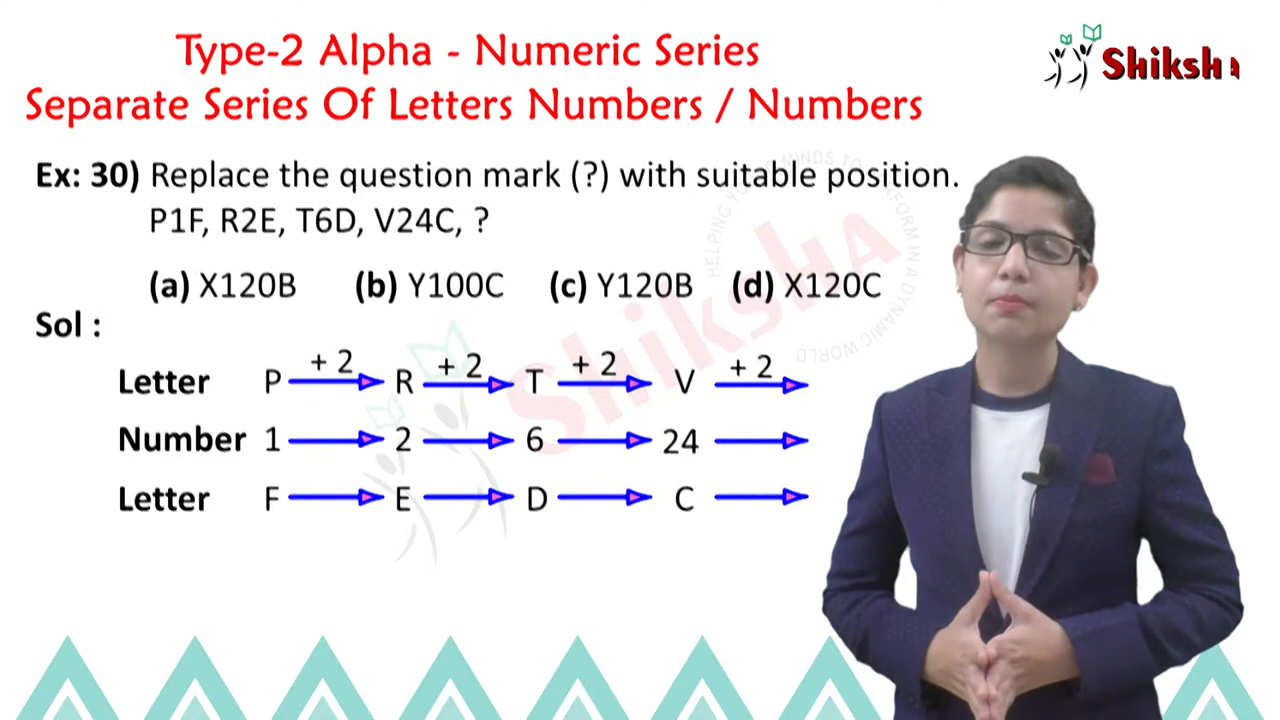 Type-2 Alpha - Numeric Series
Separate Series Of Letters Numbers / Numbers
Shiksh
Ex: 30) Replace the question mark (?) with suitable position.
P1F, R2E, T6D, V24C, ?
(a) X120B (b) Y100C (c) Y120B (d) X120C
Sol :
+ 2 + 2 + 2 + 2
Letter P R T V
Number 1 2 6 24
Letter F E D C
ShikshA